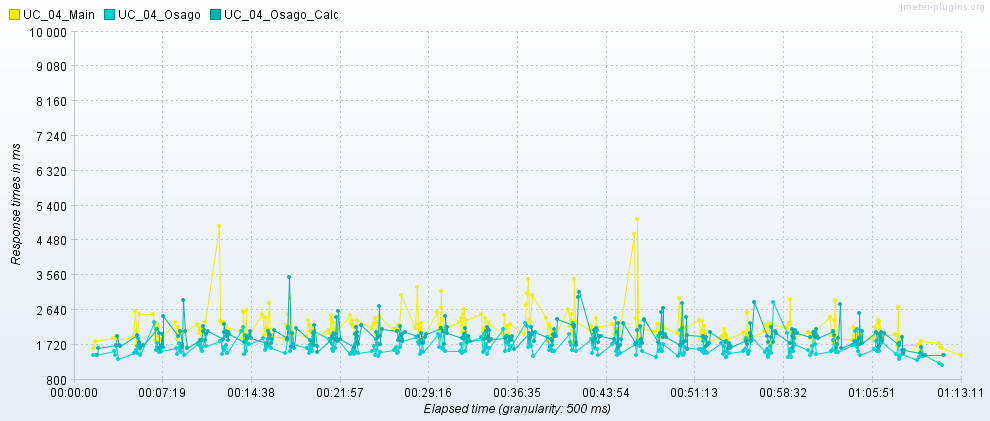 UC_04_Main UC_04_Osago UC_04_Osago_Calc
jmeter-plugins.org
10 000
9 080
8 160
7 240
6 320
5 400
4 480
3 560
2 640
1 720
800
Response times in ms
00:00:00 00:07:19 00:14:38 00:21:57 00:29:16 00:36:35 00:43:54 00:51:13 00:58:32 01:05:51 01:13:11
Elapsed time (granularity: 500 ms)